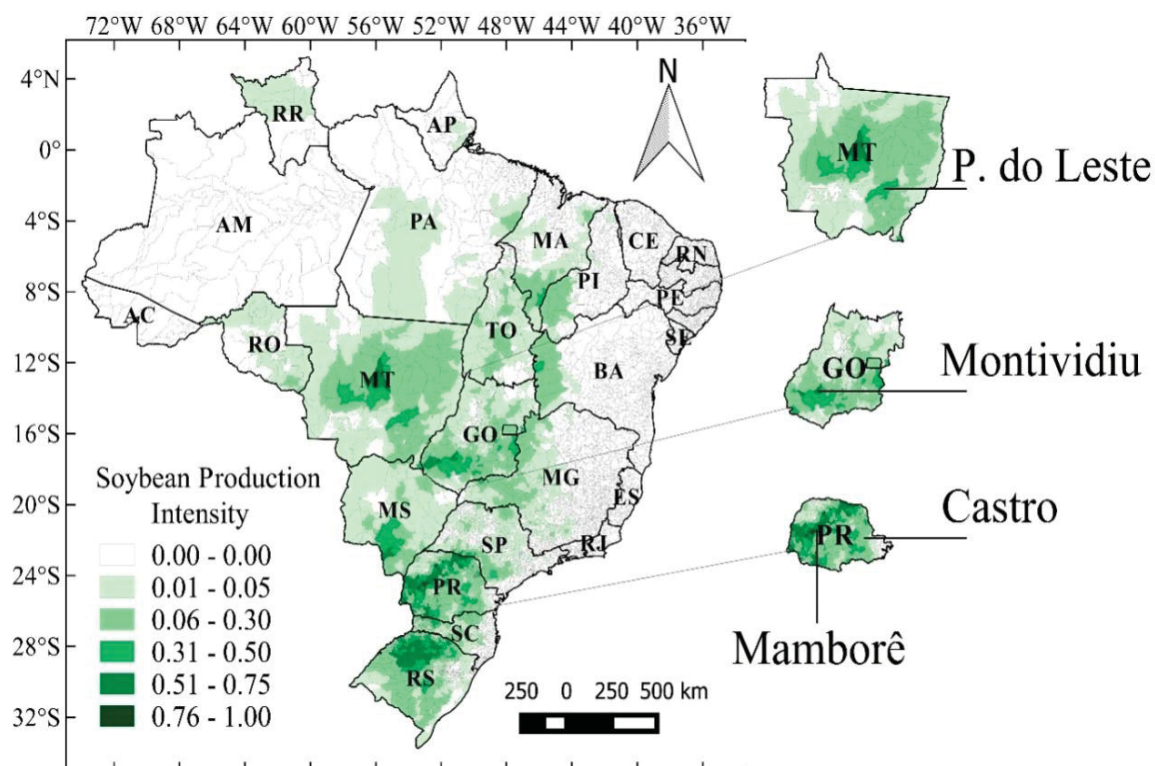 72°W 68°W 64°W 60°W 56°W 52°W 48°W 44°W 40°W 36°W
4°N
0°
4°S
8°S
12°S
16°S
20°S
24°S
28°S
32°S
N
RR
AP
AM
PA
MA
CE
RN
PI
PE
AC
TO
SE
RO
BA
MT
GO
MG
ES
MS
SP
RJ
PR
SC
RS
MT
P. do Leste
GO
Montividiu
PR
Castro
Mamborê
Soybean Production
Intensity
0.00 - 0.00
0.01 - 0.05
0.06 - 0.30
0.31 - 0.50
0.51 - 0.75
0.76 - 1.00
250 0 250 500 km